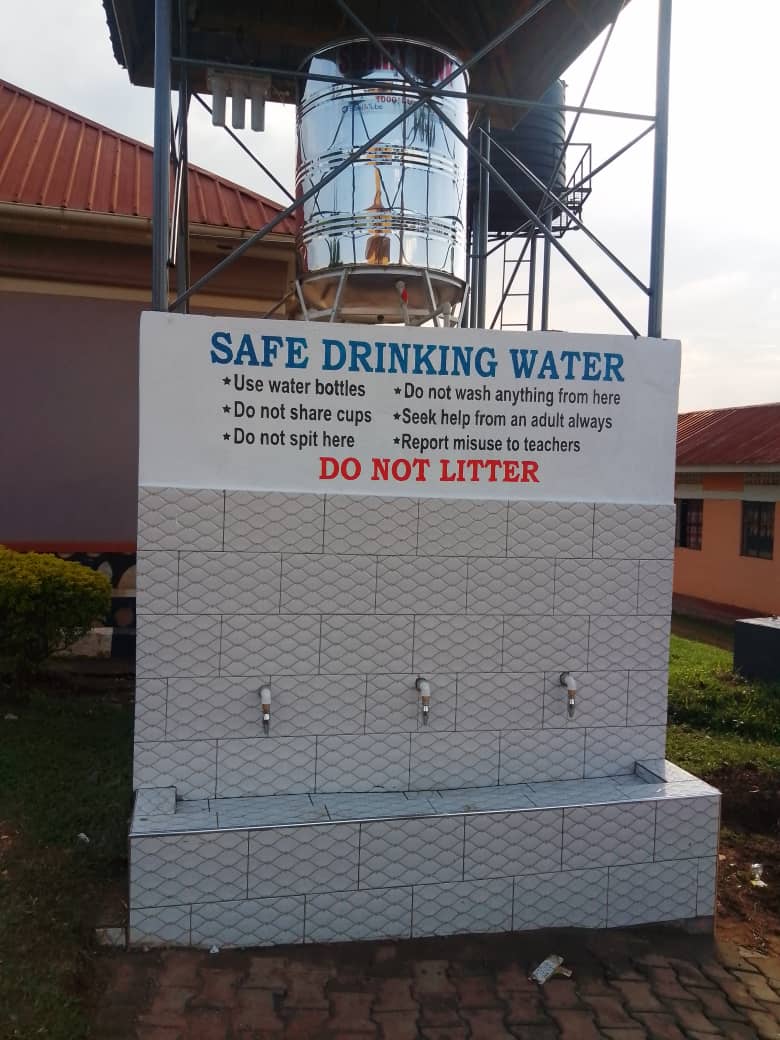 SAFE DRINKING WATER
★Use water bottles
★Do not share cups
★Do not spit here
★Do not wash anything from here
★Seek help from an adult always
★Report misuse to teachers
DO NOT LITTER